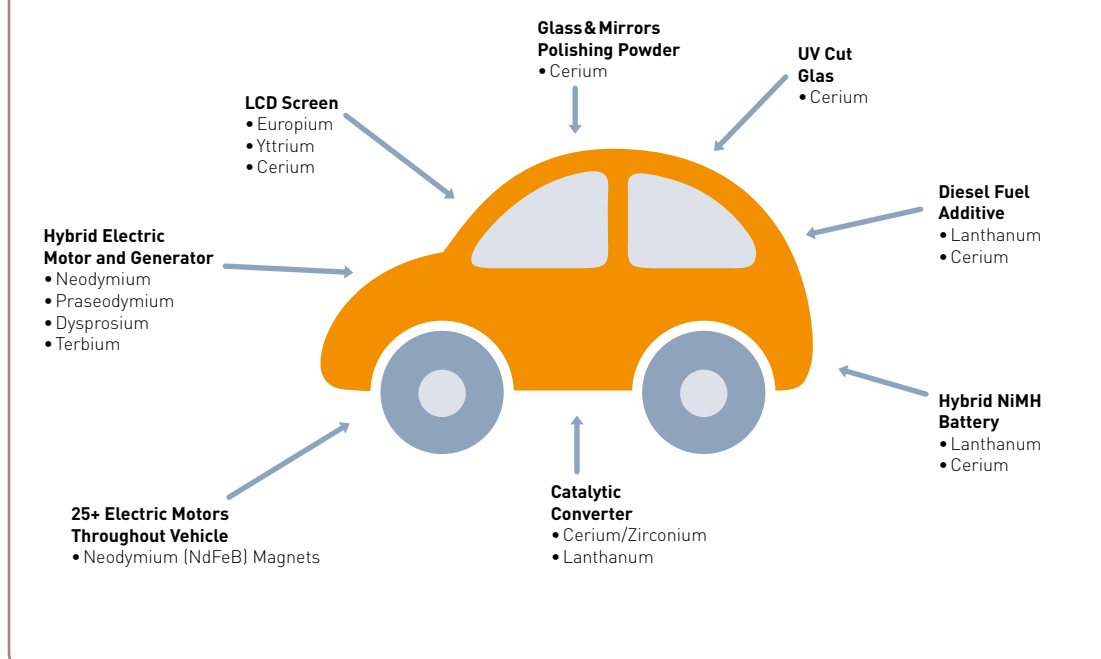 Glass & Mirrors
Polishing Powder
• Cerium
UV Cut
Glas
• Cerium
LCD Screen
• Europium
• Yttrium
• Cerium
Diesel Fuel
Additive
• Lanthanum
• Cerium
Hybrid Electric
Motor and Generator
• Neodymium
• Praseodymium
• Dysprosium
• Terbium
Hybrid NiMH
Battery
• Lanthanum
• Cerium
25+ Electric Motors
Throughout Vehicle
• Neodymium (NdFeB) Magnets
Catalytic
Converter
• Cerium/Zirconium
• Lanthanum